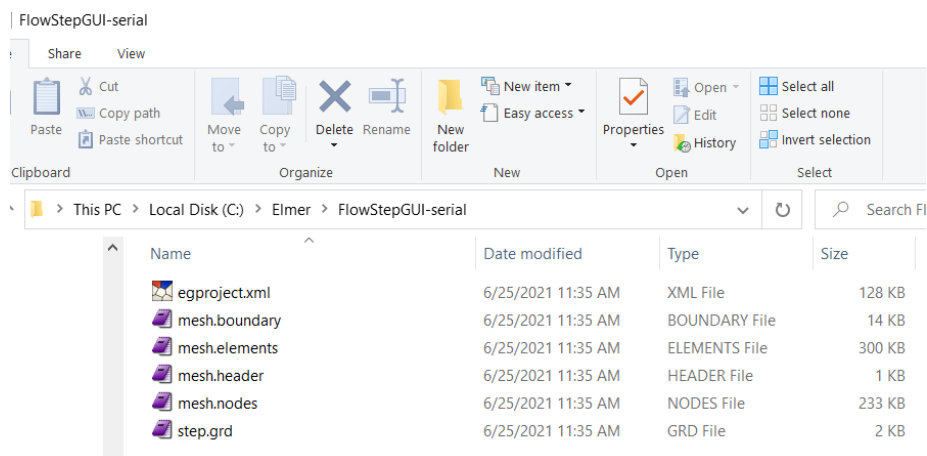 FlowStepGUI-serial
Share View
Cut
Copy path
Paste shortcut
Paste
Move to
Copy to
Delete
Rename
New folder
New item
Easy access
Properties
Open
Edit
History
Select all
Select none
Invert selection
Clipboard Organize New Open Select
This PC > Local Disk (C:) > Elmer > FlowStepGUI-serial
Search Fl
Name Date modified Type Size
egproject.xml 6/25/2021 11:35 AM XML File 128 KB
mesh.boundary 6/25/2021 11:35 AM BOUNDARY File 14 KB
mesh.elements 6/25/2021 11:35 AM ELEMENTS File 300 KB
mesh.header 6/25/2021 11:35 AM HEADER File 1 KB
mesh.nodes 6/25/2021 11:35 AM NODES File 233 KB
step.grd 6/25/2021 11:35 AM GRD File 2 KB